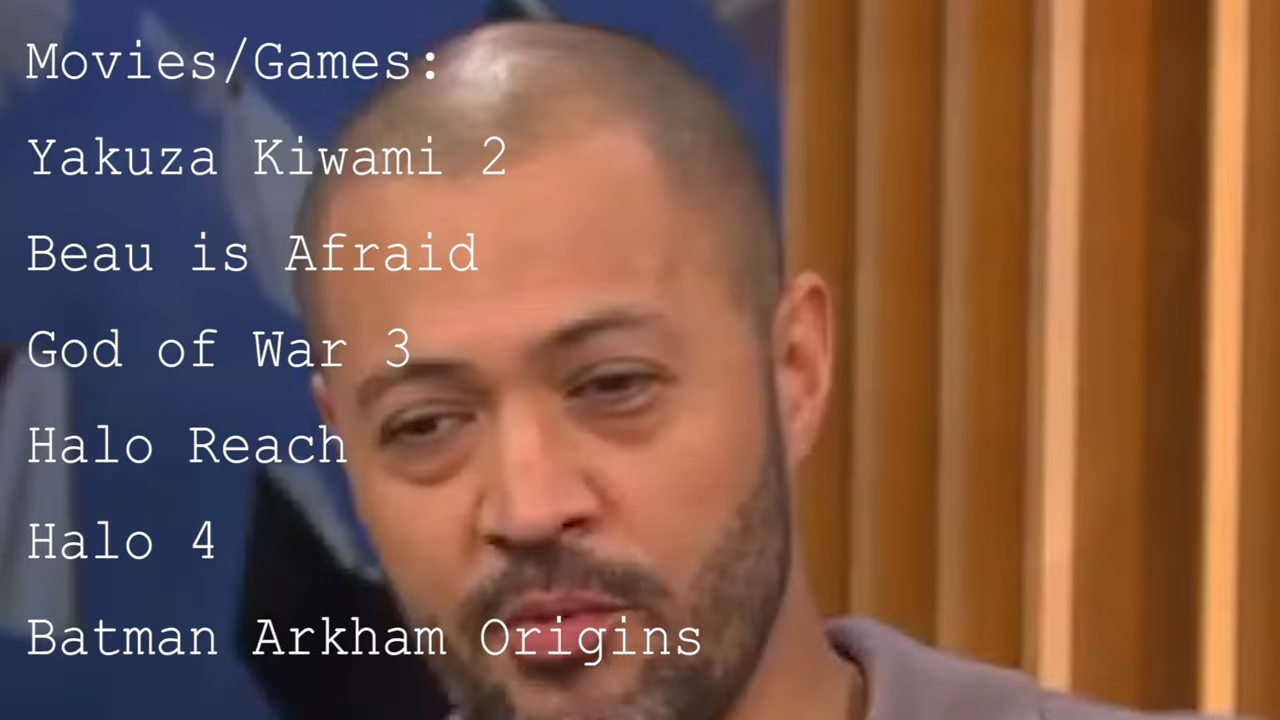 Movies/Games:
Yakuza Kiwami 2
Beau is Afraid
God of War 3
Halo Reach
Halo 4
Batman Arkham Origins